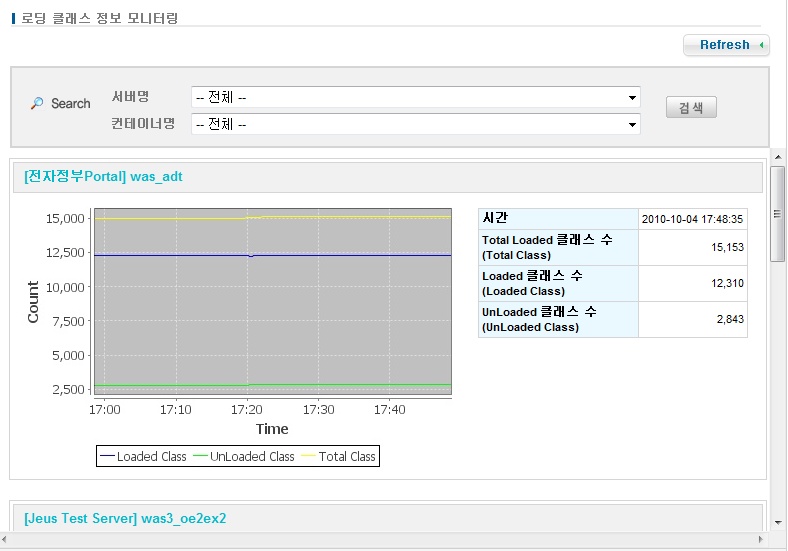 로딩 클래스 정보 모니터링
Refresh
Search
서버명
-- 전체 --
컨테이너명
-- 전체 --
검색
[전자정부Portal] was_adt
15,000
12,500
10,000
7,500
5,000
2,500
Count
17:00 17:10 17:20 17:30 17:40
Time
Loaded Class UnLoaded Class Total Class
시간 2010-10-04 17:48:35
Total Loaded 클래스 수
(Total Class)
15,153
Loaded 클래스 수
(Loaded Class)
12,310
UnLoaded 클래스 수
(UnLoaded Class)
2,843
[Jeus Test Server] was3_oe2ex2